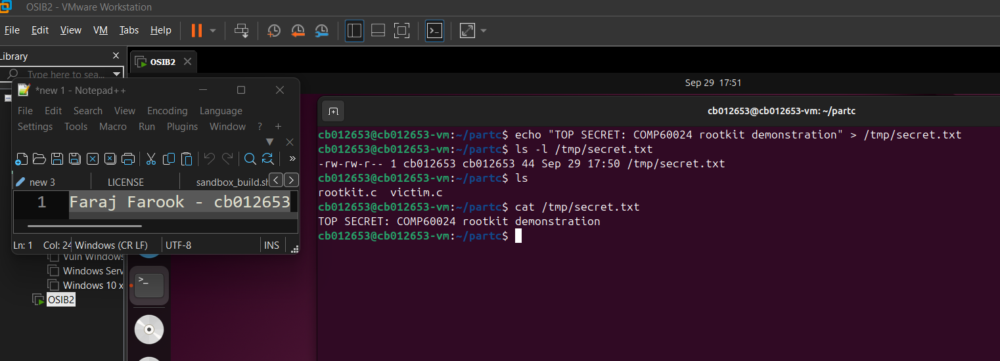 OSIB2 - VMware Workstation
File Edit View VM Tabs Help
Library X
OSIB2
Type here to sea...
Sep 29 17:51
*new 1 - Notepad++
File Edit Search View Encoding Language
Settings Tools Macro Run Plugins Window ? +
new 3 LICENSE sandbox_build.sh
1 Faraj Farook - cb012653
Ln: 1 Col: 24 Windows (CR LF) UTF-8 INS
Vuln Windows
Windows Serv
Windows 10 x
OSIB2
cb012653@cb012653-vm: ~/partc
cb012653@cb012653-vm:~/partc$ echo "TOP SECRET: COMP60024 rootkit demonstration" > /tmp/secret.txt
cb012653@cb012653-vm:~/partc$ ls -l /tmp/secret.txt
-rw-rw-r-- 1 cb012653 cb012653 44 Sep 29 17:50 /tmp/secret.txt
cb012653@cb012653-vm:~/partc$ ls
rootkit.c  victim.c
cb012653@cb012653-vm:~/partc$ cat /tmp/secret.txt
TOP SECRET: COMP60024 rootkit demonstration
cb012653@cb012653-vm:~/partc$